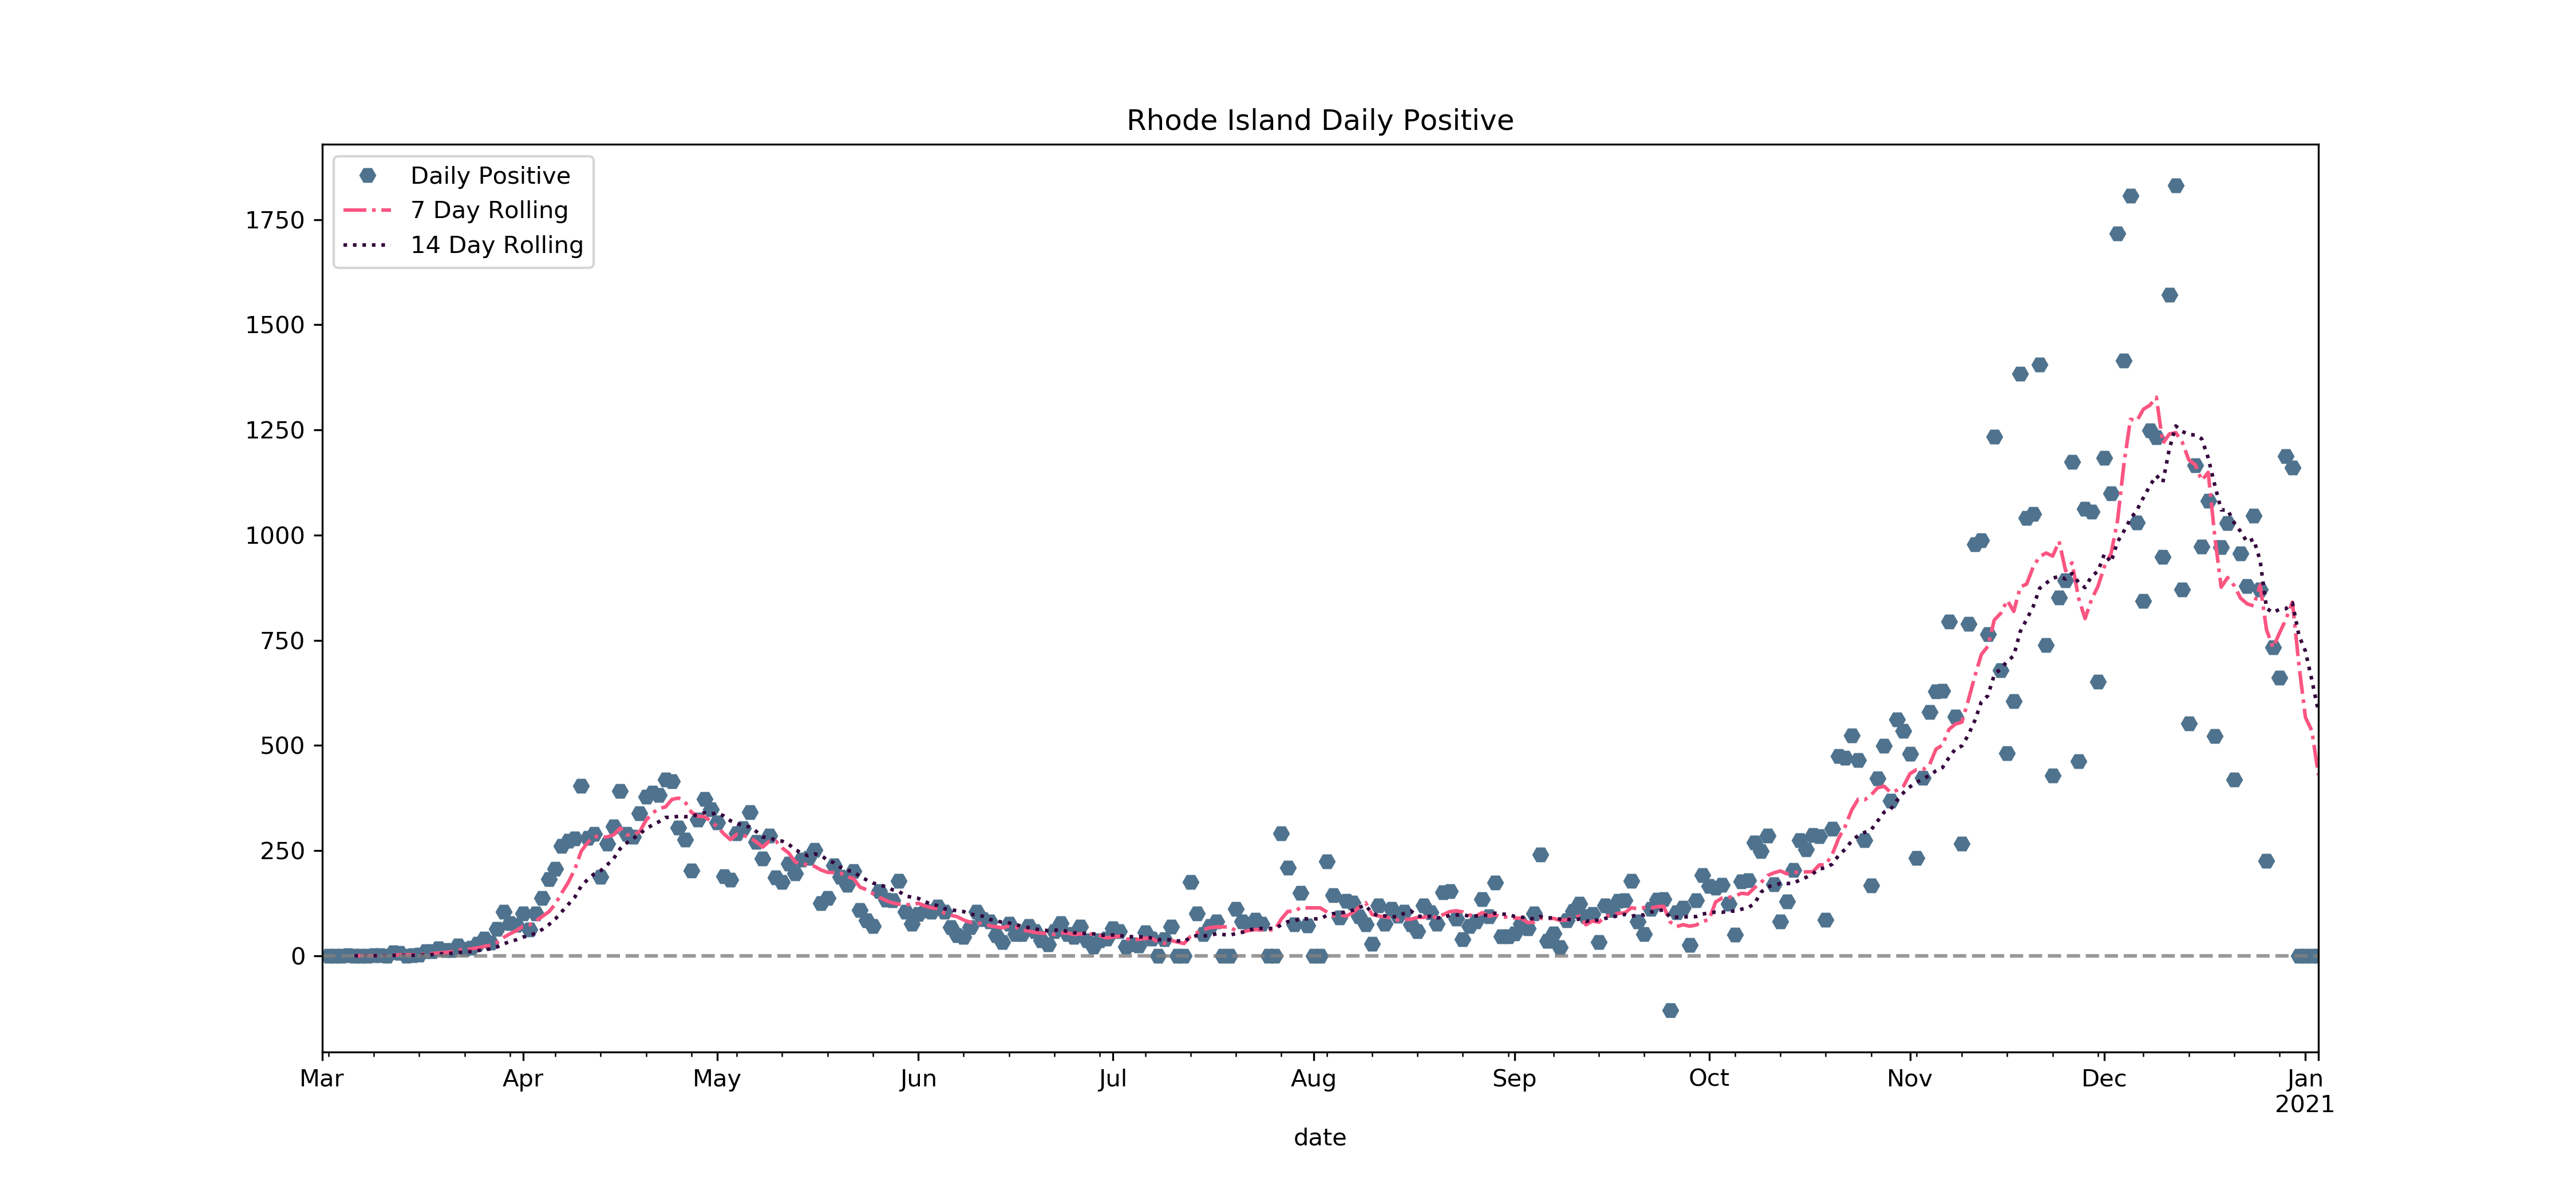 Rhode Island Daily Positive
Daily Positive
7 Day Rolling
14 Day Rolling
1750
1500
1250
1000
750
500
250
0
Mar Apr May Jun Jul Aug Sep Oct Nov Dec Jan
2021
date